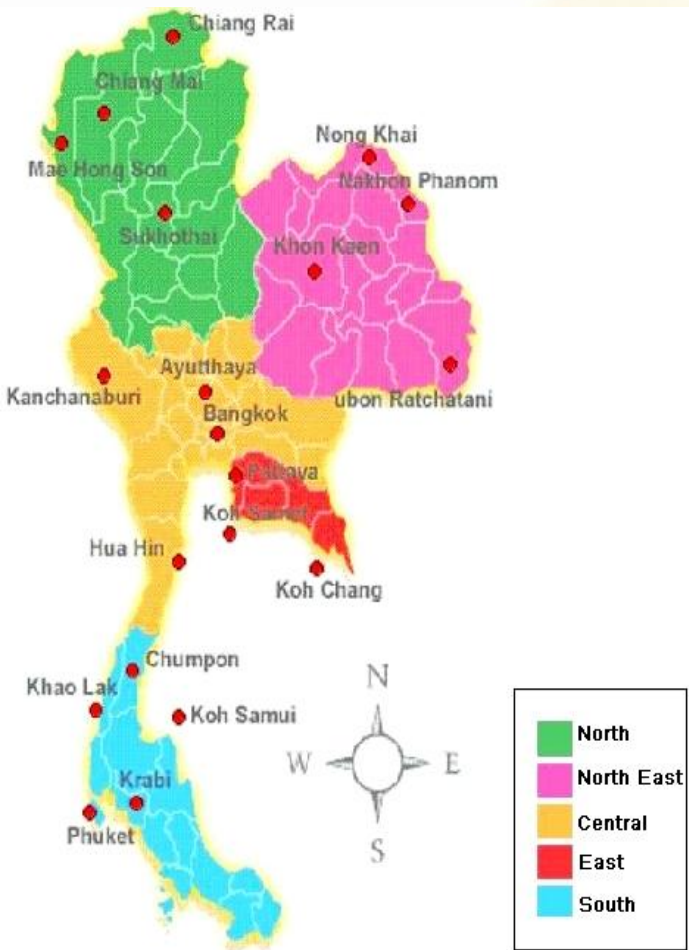 Chiang Rai
Chiang Mai
Nong Khai
Mae Hong Son
Nakhon Phanom
Sukhothai
Khon Keen
Ayutthaya
Kanchanaburi
ubon Ratchatani
Bangkok
Pattaya
Koh Samet
Hua Hin
Koh Chang
Chumpon
Khao Lak
Koh Samui
Krabi
Phuket
N
W
E
S
North
North East
Central
East
South